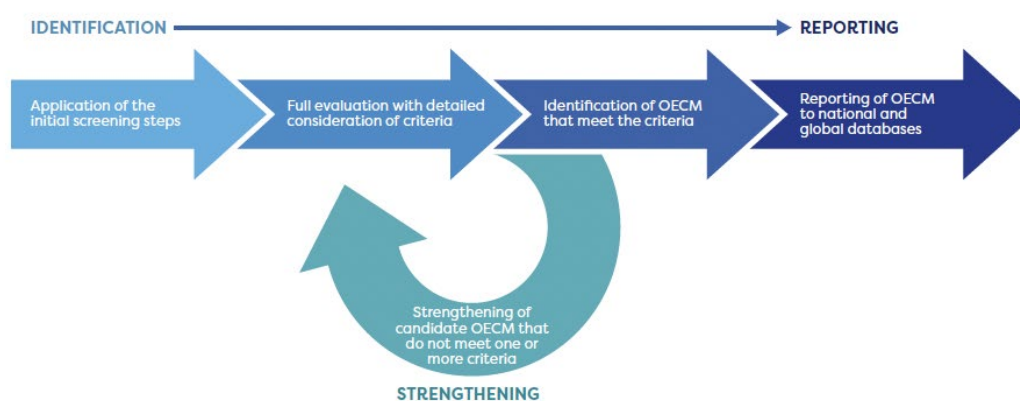 IDENTIFICATION
REPORTING
Application of the
initial screening steps
Full evaluation with detailed
consideration of criteria
Identification of OECM
that meet the criteria
Reporting of OECM
to national and
global databases
Strengthening of
candidate OECM that
do not meet one or
more criteria
STRENGTHENING